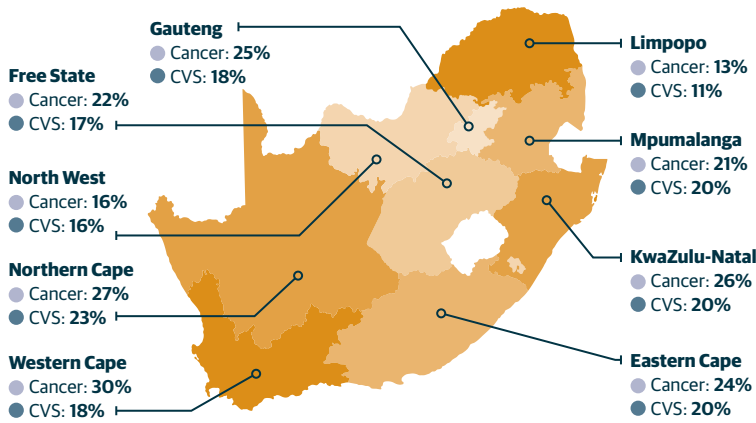 Gauteng
Cancer: 25%
CVS: 18%
Free State
Cancer: 22%
CVS: 17%
North West
Cancer: 16%
CVS: 16%
Northern Cape
Cancer: 27%
CVS: 23%
Western Cape
Cancer: 30%
CVS: 18%
Limpopo
Cancer: 13%
CVS: 11%
Mpumalanga
Cancer: 21%
CVS: 20%
KwaZulu-Natal
Cancer: 26%
CVS: 20%
Eastern Cape
Cancer: 24%
CVS: 20%